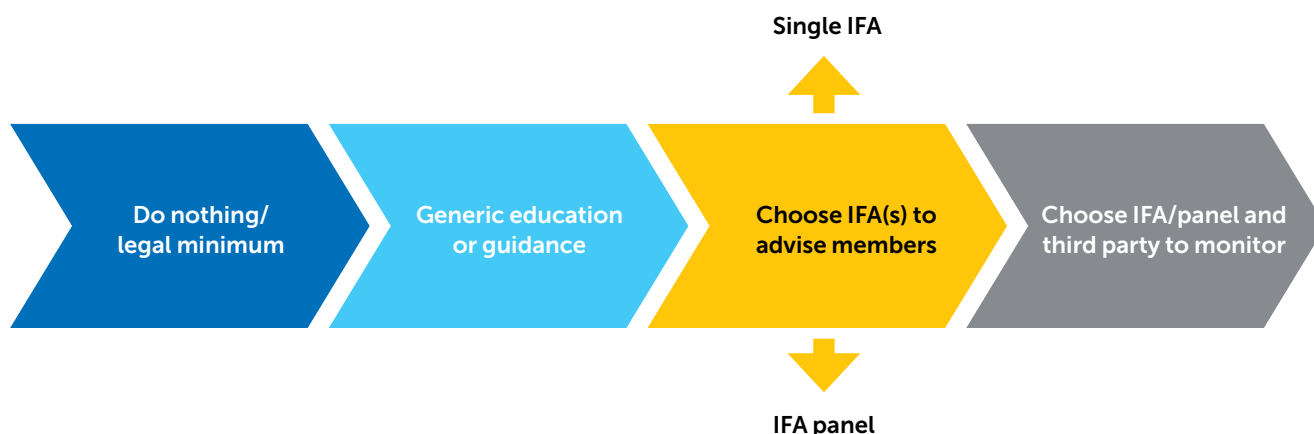 Single IFA
Do nothing/
legal minimum
Generic education
or guidance
Choose IFA(s) to
advise members
Choose IFA/panel and
third party to monitor
IFA panel